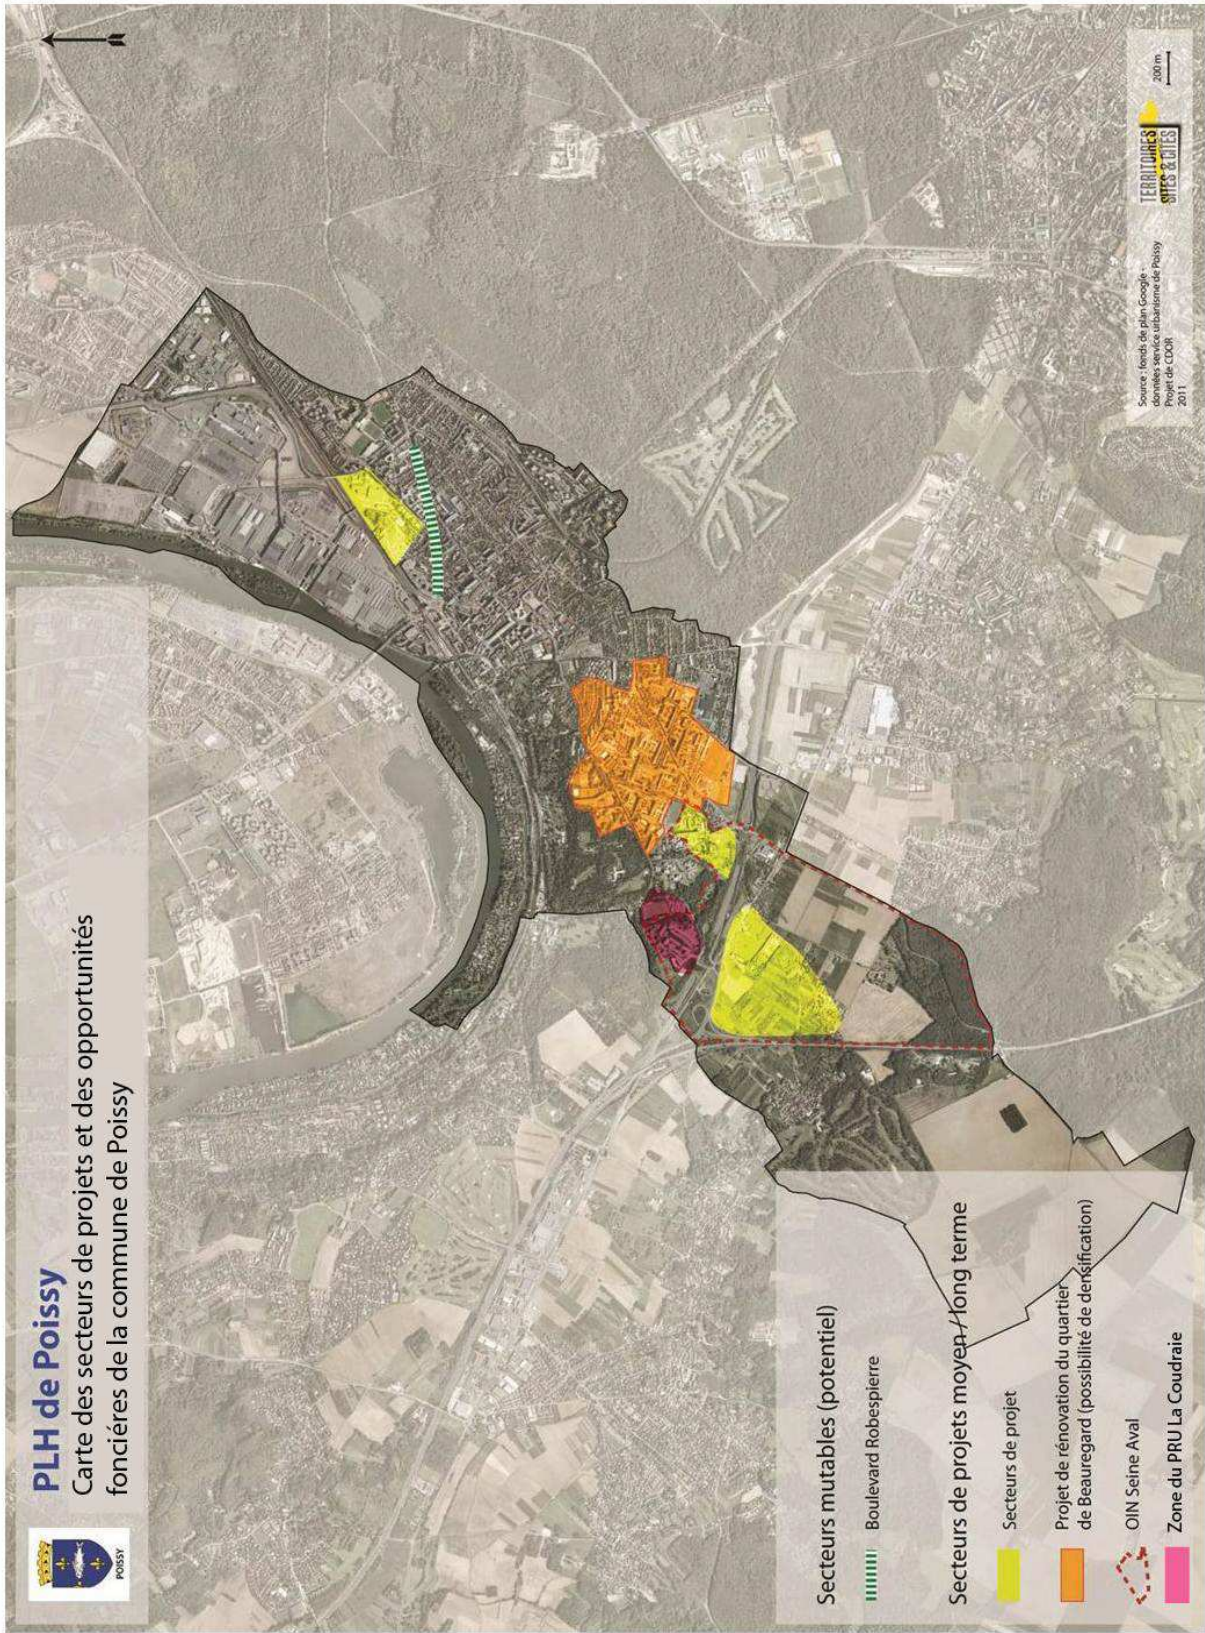 POISSY
PLH de Poissy
Carte des secteurs de projets et des opportunités
fonciéres de la commune de Poissy
Secteurs mutables (potentiel)
Boulevard Robespierre
Secteurs de projets moyen / long terme
Secteurs de projet
Projet de rénovation du quartier
de Beauregard (possibilité de densification)
OIN Seine Aval
Zone du PRU La Coudraie
Source : fonds de plan Google -
données service urbanisme de Poissy
Projet de CDOR
2011
TERRITOIRES
SITES & CITÉS
200 m